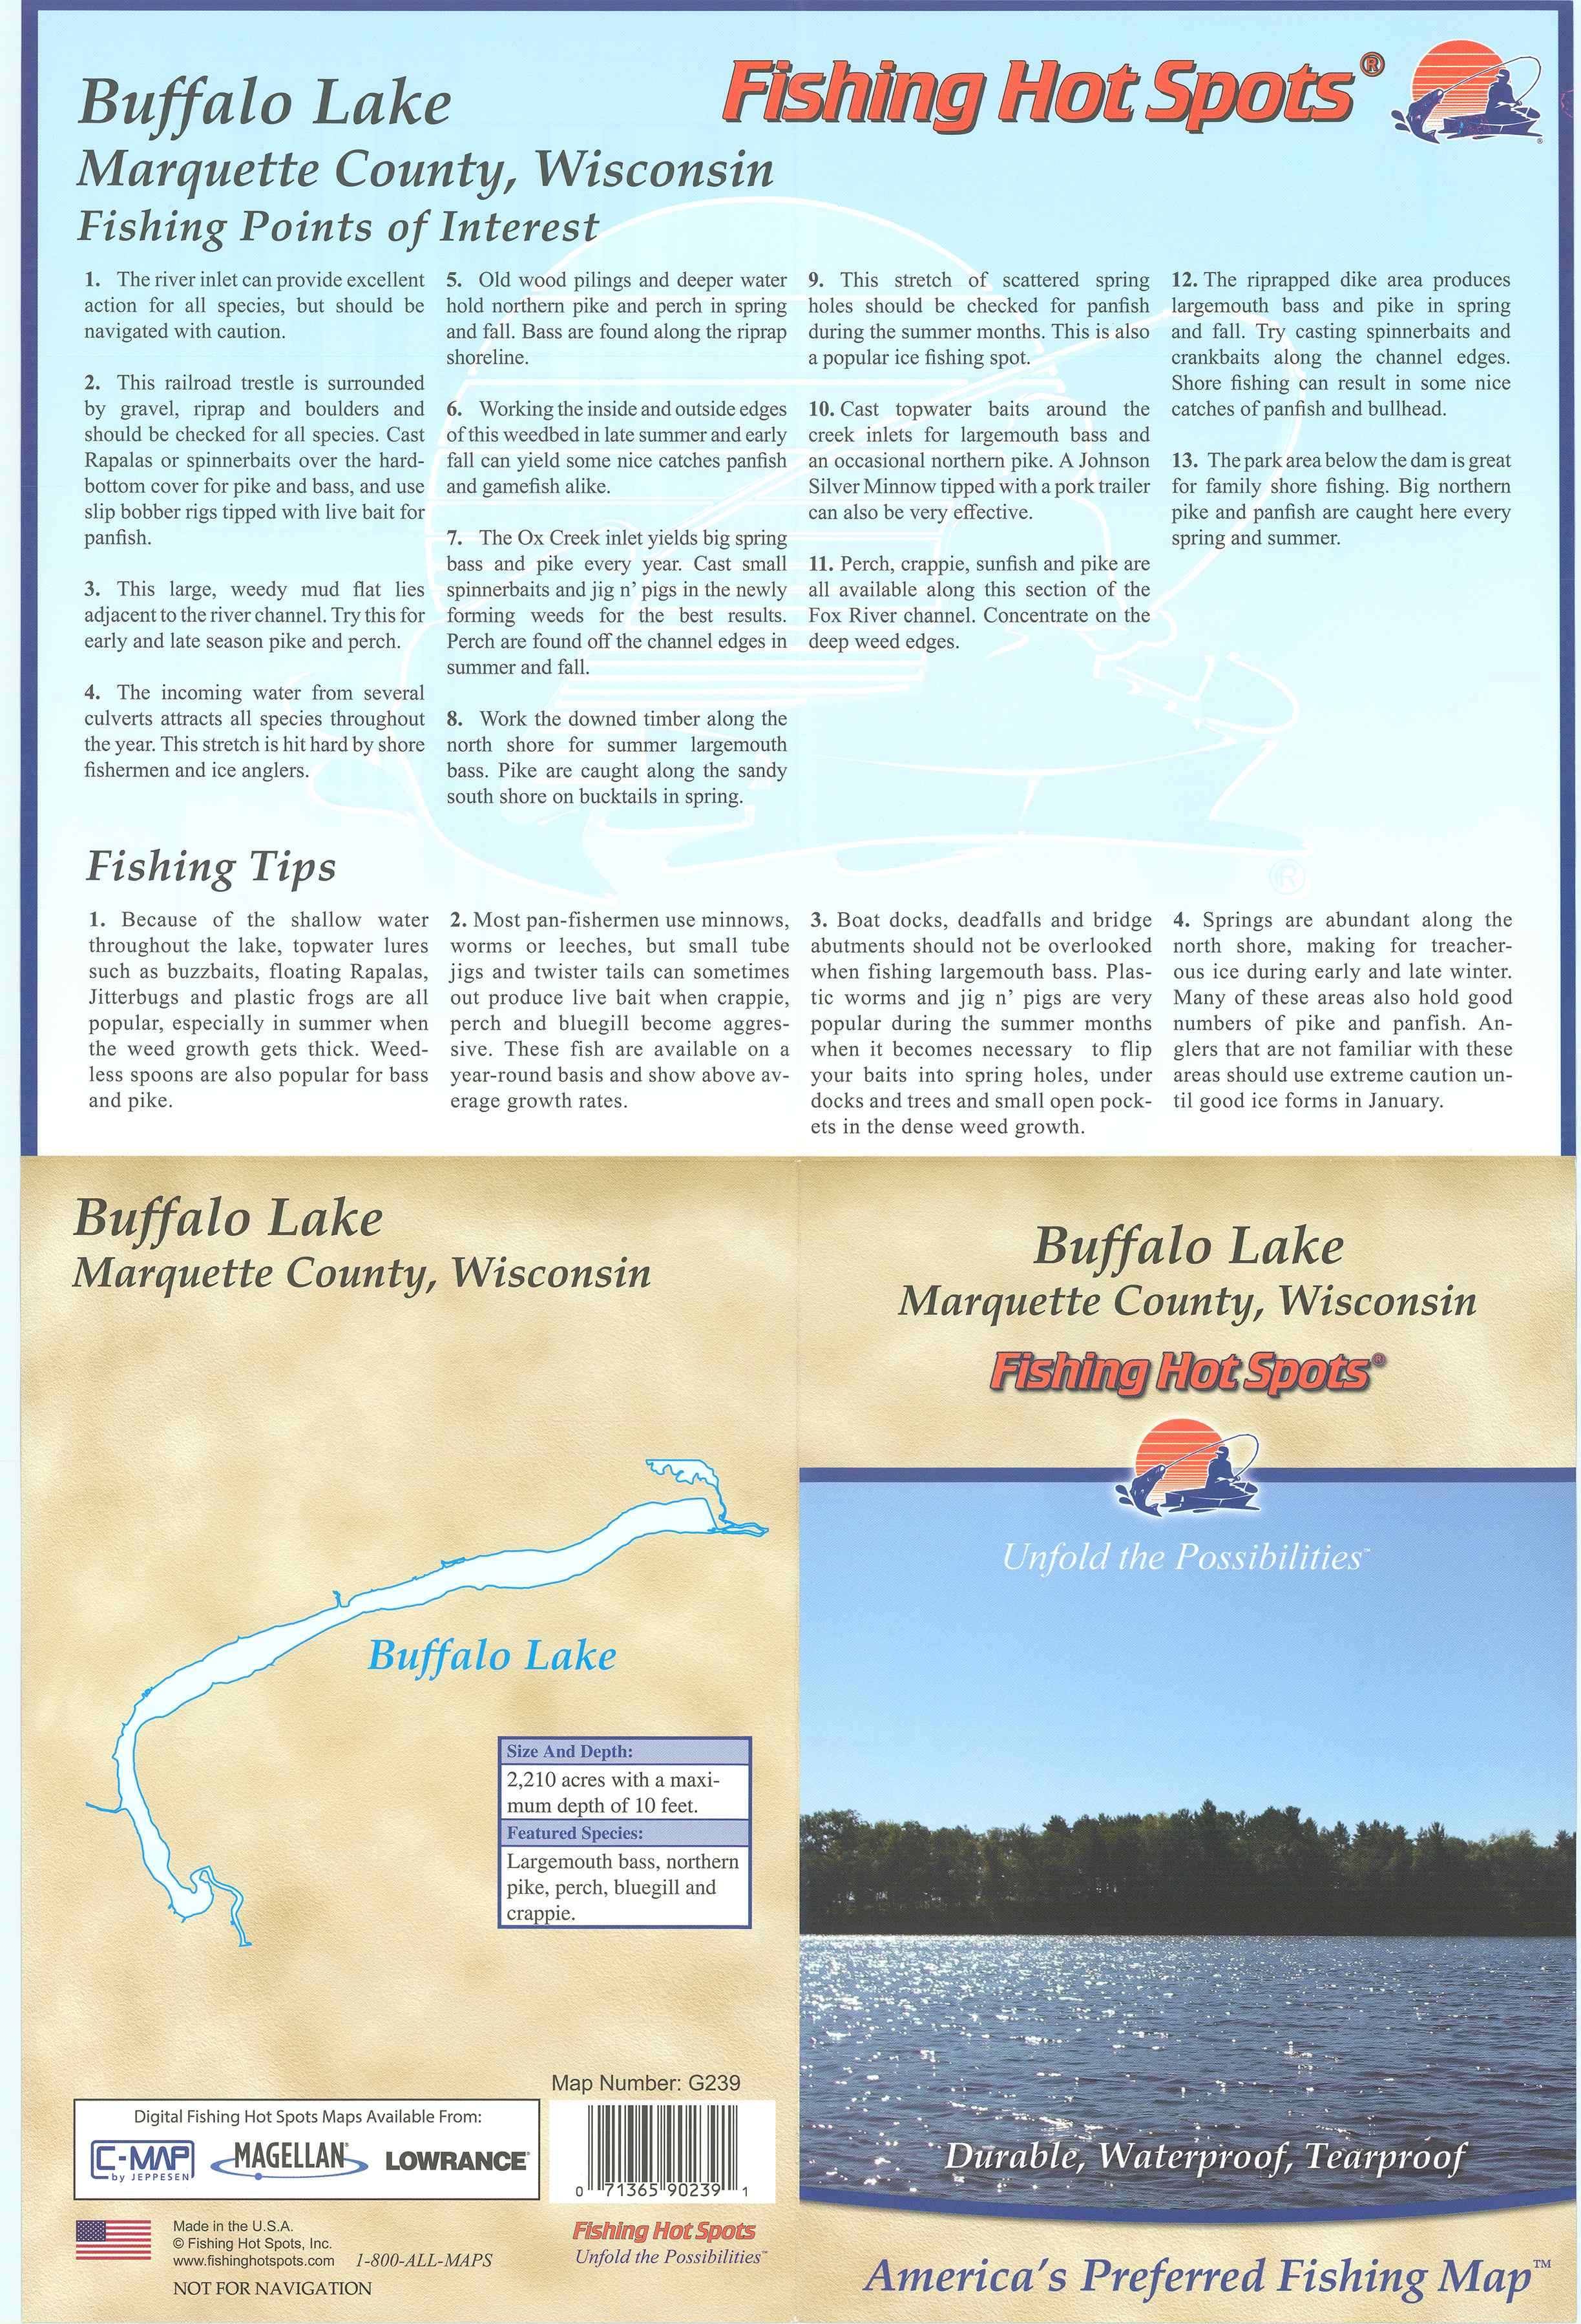 Buffalo Lake
Marquette County, Wisconsin
Fishing Points of Interest
Fishing Hot Spots®
1. The river inlet can provide excellent
action for all species, but should be
navigated with caution.
2. This railroad trestle is surrounded
by gravel, riprap and boulders and
should be checked for all species. Cast
Rapalas or spinnerbaits over the hard-
bottom cover for pike and bass, and use
slip bobber rigs tipped with live bait for
panfish.
3. This large, weedy mud flat lies
adjacent to the river channel. Try this for
early and late season pike and perch.
4. The incoming water from several
culverts attracts all species throughout
the year. This stretch is hit hard by shore
fishermen and ice anglers.
5. Old wood pilings and deeper water
hold northern pike and perch in spring
and fall. Bass are found along the riprap
shoreline.
6. Working the inside and outside edges
of this weedbed in late summer and early
fall can yield some nice catches panfish
and gamefish alike.
7. The Ox Creek inlet yields big spring
bass and pike every year. Cast small
spinnerbaits and jig n' pigs in the newly
forming weeds for the best results.
Perch are found off the channel edges in
summer and fall.
8. Work the downed timber along the
north shore for summer largemouth
bass. Pike are caught along the sandy
south shore on bucktails in spring.
9. This stretch of scattered spring
holes should be checked for panfish
during the summer months. This is also
a popular ice fishing spot.
10. Cast topwater baits around the
creek inlets for largemouth bass and
an occasional northern pike. A Johnson
Silver Minnow tipped with a pork trailer
can also be very effective.
11. Perch, crappie, sunfish and pike are
all available along this section of the
Fox River channel. Concentrate on the
deep weed edges.
12. The riprapped dike area produces
largemouth bass and pike in spring
and fall. Try casting spinnerbaits and
crankbaits along the channel edges.
Shore fishing can result in some nice
catches of panfish and bullhead.
13. The park area below the dam is great
for family shore fishing. Big northern
pike and panfish are caught here every
spring and summer.
®
Fishing Tips
1. Because of the shallow water
throughout the lake, topwater lures
such as buzzbaits, floating Rapalas,
Jitterbugs and plastic frogs are all
popular, especially in summer when
the weed growth gets thick. Weed-
less spoons are also popular for bass
and pike.
2. Most pan-fishermen use minnows,
worms or leeches, but small tube
jigs and twister tails can sometimes
out produce live bait when crappie,
perch and bluegill become aggres-
sive. These fish are available on a
year-round basis and show above av-
erage growth rates.
3. Boat docks, deadfalls and bridge
abutments should not be overlooked
when fishing largemouth bass. Plas-
tic worms and jig n' pigs are very
popular during the summer months
when it becomes necessary to flip
your baits into spring holes, under
docks and trees and small open pock-
ets in the dense weed growth.
4. Springs are abundant along the
north shore, making for treacher-
ous ice during early and late winter.
Many of these areas also hold good
numbers of pike and panfish. An-
glers that are not familiar with these
areas should use extreme caution un-
til good ice forms in January.
Buffalo Lake
Marquette County, Wisconsin
Buffalo Lake
Size And Depth:
2,210 acres with a maxi-
mum depth of 10 feet.
Featured Species:
Largemouth bass, northern
pike, perch, bluegill and
crappie.
Map Number: G239
Digital Fishing Hot Spots Maps Available From:
C-MAP
by JEPPESEN
MAGELLAN®
LOWRANCE®
0 71365 90239 1
Made in the U.S.A.
© Fishing Hot Spots, Inc.
www.fishinghotspots.com 1-800-ALL-MAPS
NOT FOR NAVIGATION
Fishing Hot Spots
Unfold the Possibilities™
Buffalo Lake
Marquette County, Wisconsin
Fishing Hot Spots®
Unfold the Possibilities™
Durable, Waterproof, Tearproof
America's Preferred Fishing Map™